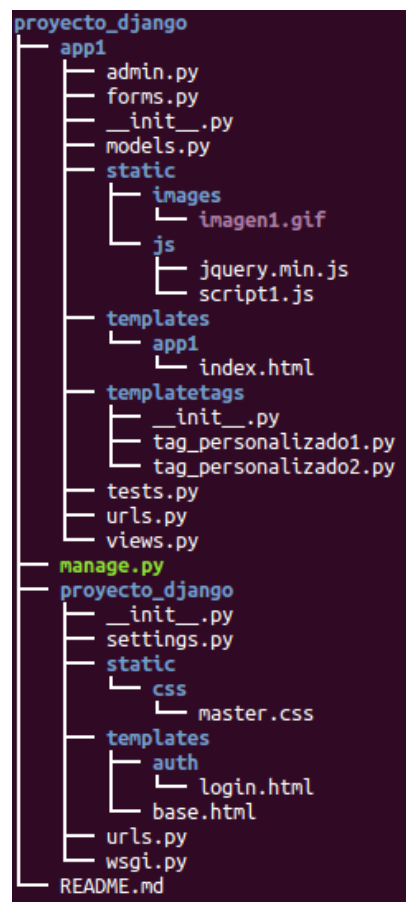 proyecto_django
app1
admin.py
forms.py
__init__.py
models.py
static
images
imagen1.gif
js
jquery.min.js
script1.js
templates
app1
index.html
templatetags
__init__.py
tag_personalizado1.py
tag_personalizado2.py
tests.py
urls.py
views.py
manage.py
proyecto_django
__init__.py
settings.py
static
css
master.css
templates
auth
login.html
base.html
urls.py
wsgi.py
README.md